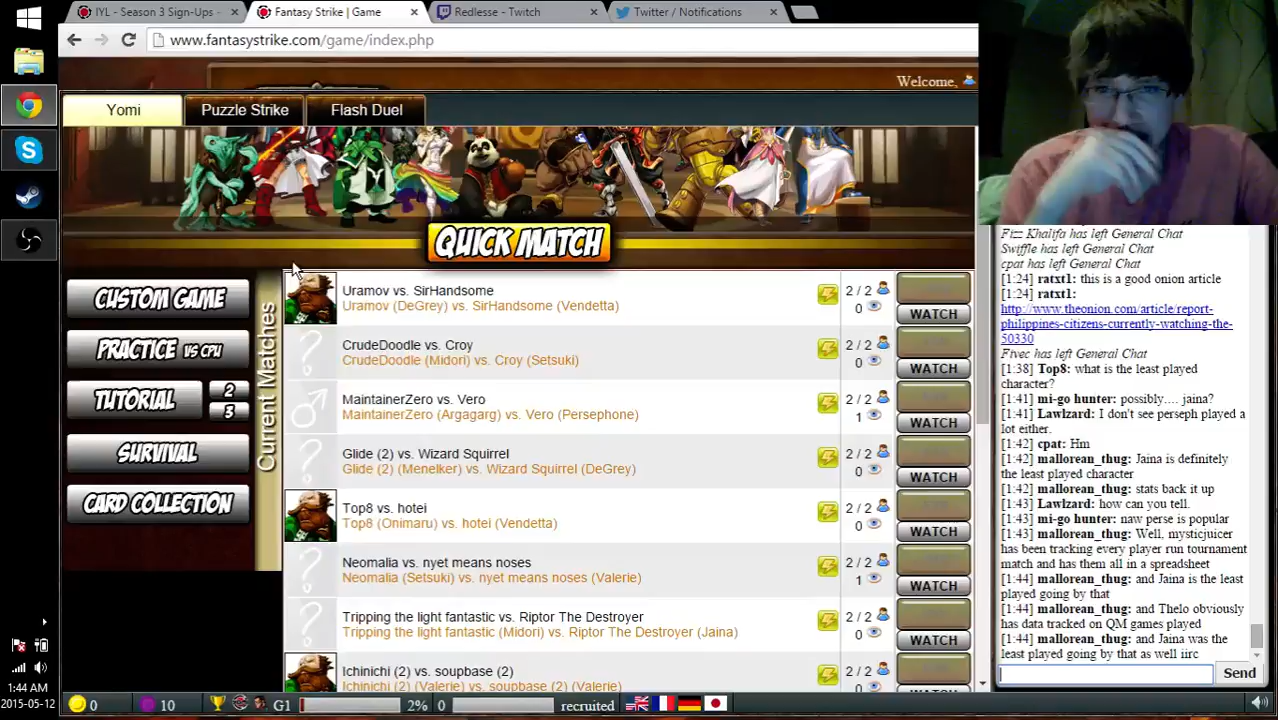 IYL - Season 3 Sign-Ups -
Fantasy Strike | Game
Redlesse - Twitch
Twitter / Notifications
www.fantasystrike.com/game/index.php
Welcome,
Yomi
Puzzle Strike
Flash Duel
QUICK MATCH
CUSTOM GAME
PRACTICE VS CPU
TUTORIAL
2
3
SURVIVAL
CARD COLLECTION
Current Matches
Uramov vs. SirHandsome
Uramov (DeGrey) vs. SirHandsome (Vendetta)
2 / 2
0
WATCH
CrudeDoodle vs. Croy
CrudeDoodle (Midori) vs. Croy (Setsuki)
2 / 2
0
WATCH
MaintainerZero vs. Vero
MaintainerZero (Argagarg) vs. Vero (Persephone)
2 / 2
1
WATCH
Glide (2) vs. Wizard Squirrel
Glide (2) (Menelker) vs. Wizard Squirrel (DeGrey)
2 / 2
0
WATCH
Top8 vs. hotei
Top8 (Onimaru) vs. hotei (Vendetta)
2 / 2
0
WATCH
Neomalia vs. nyet means noses
Neomalia (Setsuki) vs. nyet means noses (Valerie)
2 / 2
1
WATCH
Tripping the light fantastic vs. Riptor The Destroyer
Tripping the light fantastic (Midori) vs. Riptor The Destroyer (Jaina)
2 / 2
0
WATCH
Ichinichi (2) vs. soupbase (2)
Ichinichi (2) (Valerie) vs. soupbase (2) (Valerie)
2 / 2
Fizz Khalifa has left General Chat
Swiffle has left General Chat
cpat has left General Chat
[1:24] ratxt1: this is a good onion article
[1:24] ratxt1:
http://www.theonion.com/article/report-
philippines-citizens-currently-watching-the-
50330
Fivec has left General Chat
[1:38] Top8: what is the least played
character?
[1:41] mi-go hunter: possibly.... jaina?
[1:41] Lawlzard: I don't see perseph played a
lot either.
[1:42] cpat: Hm
[1:42] mallorean_thug: Jaina is definitely
the least played character
[1:42] mallorean_thug: stats back it up
[1:43] Lawlzard: how can you tell.
[1:43] mi-go hunter: naw perse is popular
[1:43] mallorean_thug: Well, mysticjuicer
has been tracking every player run tournament
match and has them all in a spreadsheet
[1:44] mallorean_thug: and Jaina is the least
played going by that
[1:44] mallorean_thug: and Thelo obviously
has data tracked on QM games played
[1:44] mallorean_thug: and Jaina was the
least played going by that as well iirc
Send
0
10
G1
2%
0
recruited
1:44 AM
2015-05-12